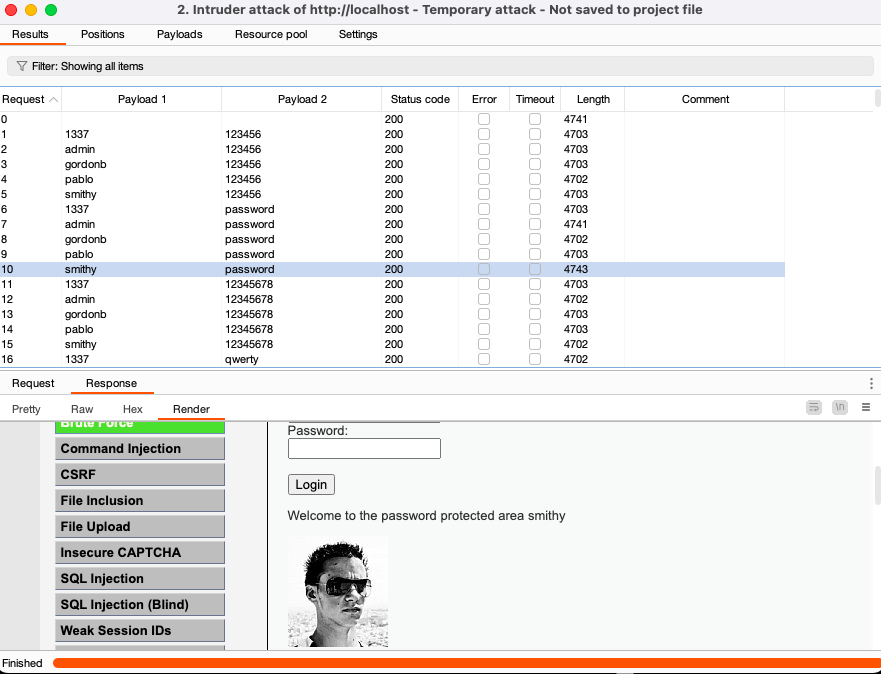 2. Intruder attack of http://localhost - Temporary attack - Not saved to project file
Results Positions Payloads Resource pool Settings
Filter: Showing all items
Request Payload 1 Payload 2 Status code Error Timeout Length Comment
0 200 4741
1 1337 123456 200 4703
2 admin 123456 200 4703
3 gordonb 123456 200 4703
4 pablo 123456 200 4702
5 smithy 123456 200 4703
6 1337 password 200 4703
7 admin password 200 4741
8 gordonb password 200 4702
9 pablo password 200 4703
10 smithy password 200 4743
11 1337 12345678 200 4703
12 admin 12345678 200 4702
13 gordonb 12345678 200 4703
14 pablo 12345678 200 4703
15 smithy 12345678 200 4702
16 1337 qwerty 200 4702
Request Response
Pretty Raw Hex Render \n
Brute Force
Command Injection
CSRF
File Inclusion
File Upload
Insecure CAPTCHA
SQL Injection
SQL Injection (Blind)
Weak Session IDs
Password:
Login
Welcome to the password protected area smithy
Finished